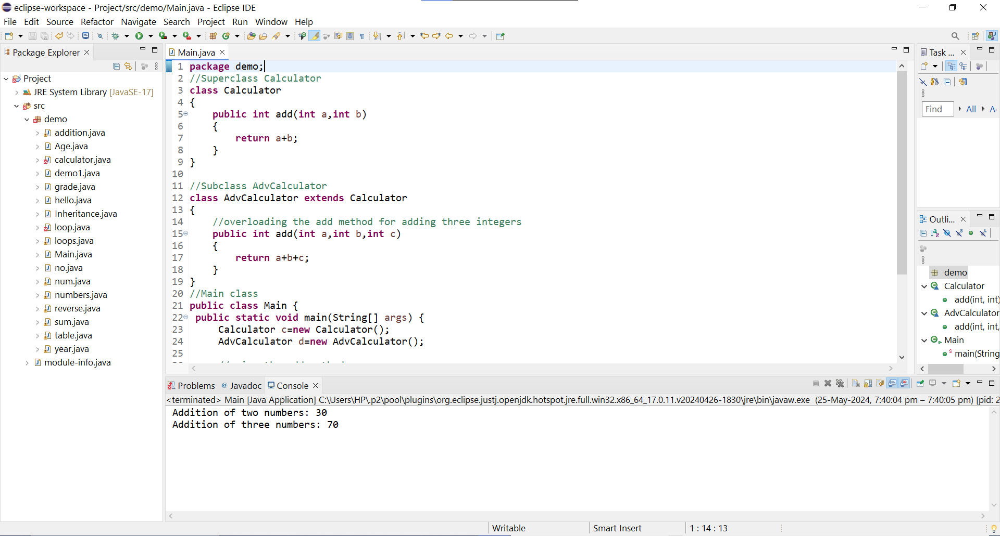 eclipse-workspace - Project/src/demo/Main.java - Eclipse IDE
File Edit Source Refactor Navigate Search Project Run Window Help
Package Explorer
Project
JRE System Library [JavaSE-17]
src
demo
addition.java
Age.java
calculator.java
demo1.java
grade.java
hello.java
Inheritance.java
loop.java
loops.java
Main.java
no.java
num.java
numbers.java
reverse.java
sum.java
table.java
year.java
module-info.java
Main.java
1 package demo;
2 //Superclass Calculator
3 class Calculator
4 {
5 public int add(int a,int b)
6 {
7 return a+b;
8 }
9 }
10
11 //Subclass AdvCalculator
12 class AdvCalculator extends Calculator
13 {
14 //overloading the add method for adding three integers
15 public int add(int a,int b,int c)
16 {
17 return a+b+c;
18 }
19 }
20 //Main class
21 public class Main {
22 public static void main(String[] args) {
23 Calculator c=new Calculator();
24 AdvCalculator d=new AdvCalculator();
25
Task ...
Find All
Outli...
demo
Calculator
add(int, int)
AdvCalculator
add(int, int,
Main
main(String
Problems Javadoc Console
<terminated> Main [Java Application] C:\Users\HP\.p2\pool\plugins\org.eclipse.justj.openjdk.hotspot.jre.full.win32.x86_64_17.0.11.v20240426-1830\jre\bin\javaw.exe (25-May-2024, 7:40:04 pm – 7:40:05 pm) [pid: 2
Addition of two numbers: 30
Addition of three numbers: 70
Writable Smart Insert 1 : 14 : 13